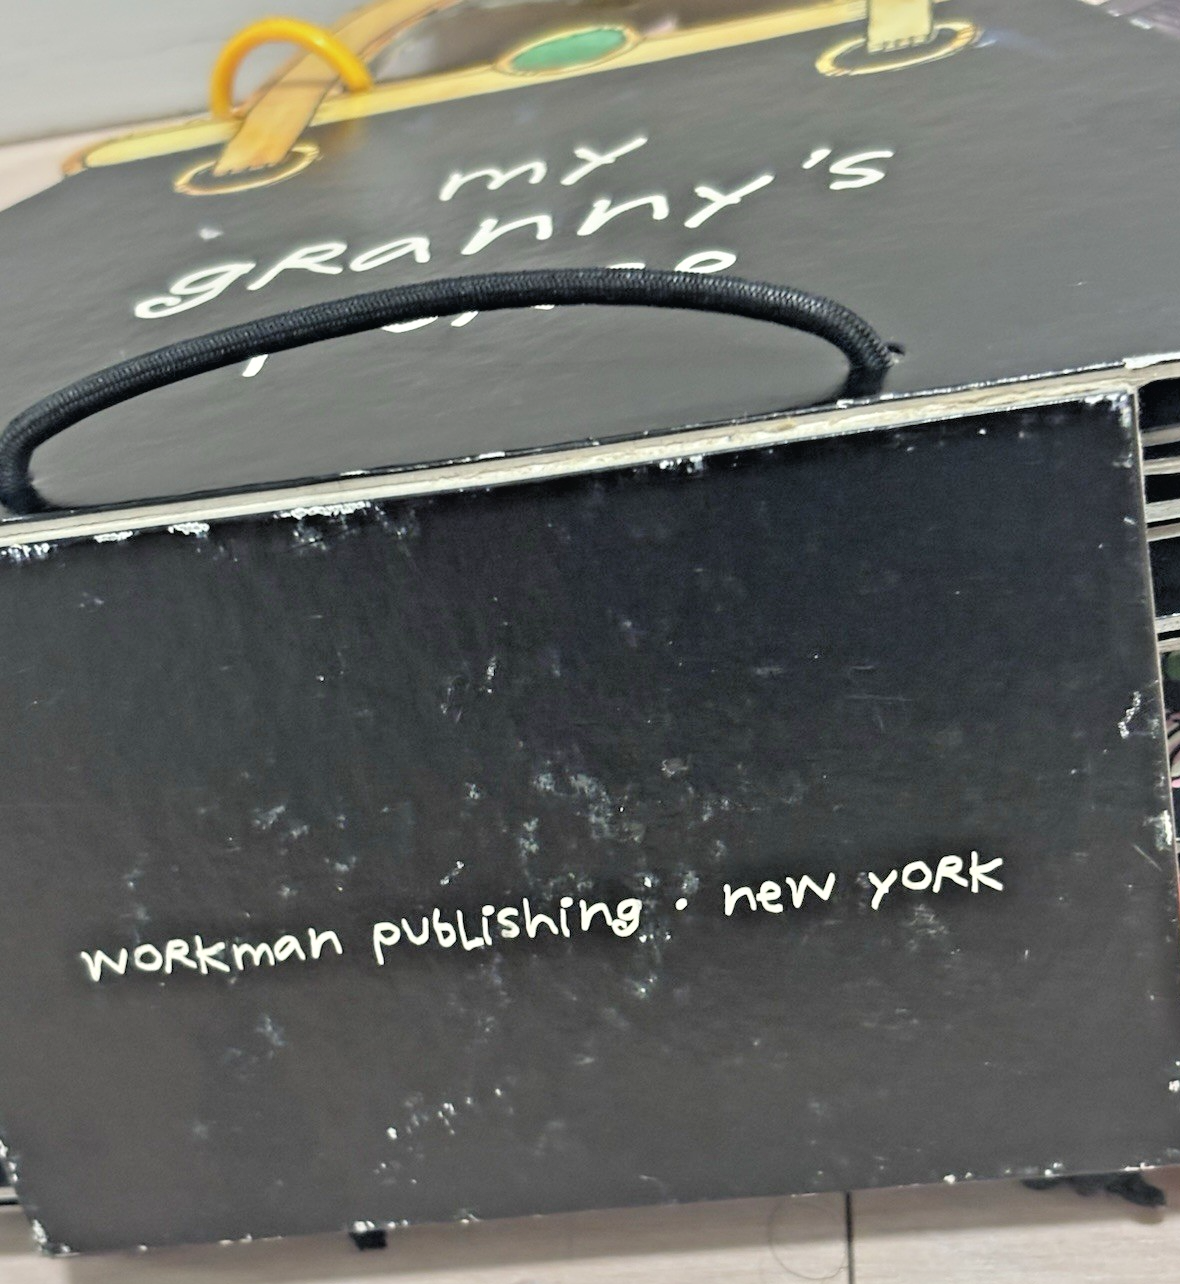 my
gRanny's
woRkman pubLishing • new yoRk